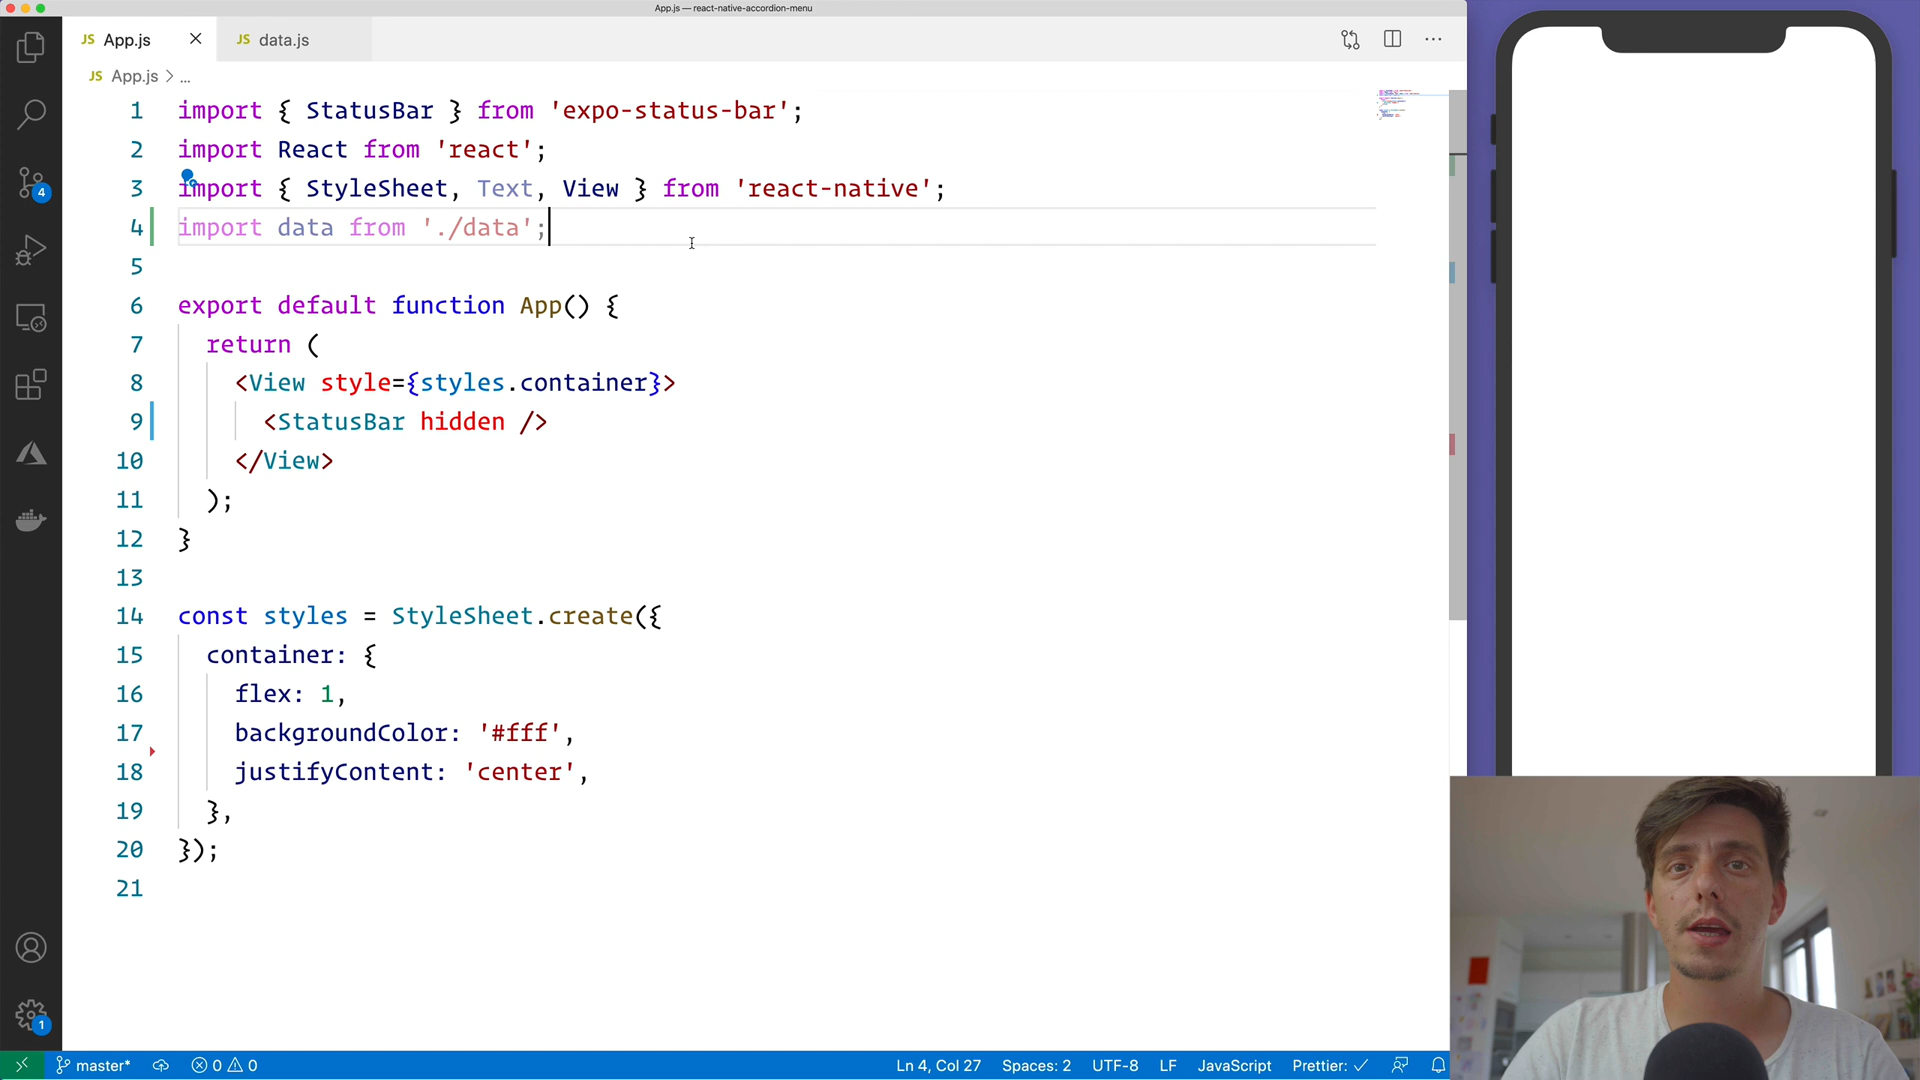 App.js — react-native-accordion-menu
JS App.js
JS data.js
JS App.js > ...
1 import { StatusBar } from 'expo-status-bar';
2 import React from 'react';
3 import { StyleSheet, Text, View } from 'react-native';
4 import data from './data';
5
6 export default function App() {
7 return (
8 <View style={styles.container}>
9 <StatusBar hidden />
10 </View>
11 );
12 }
13
14 const styles = StyleSheet.create({
15 container: {
16 flex: 1,
17 backgroundColor: '#fff',
18 justifyContent: 'center',
19 },
20 });
21
4
1
master* 0 0 Ln 4, Col 27 Spaces: 2 UTF-8 LF JavaScript Prettier: ✓